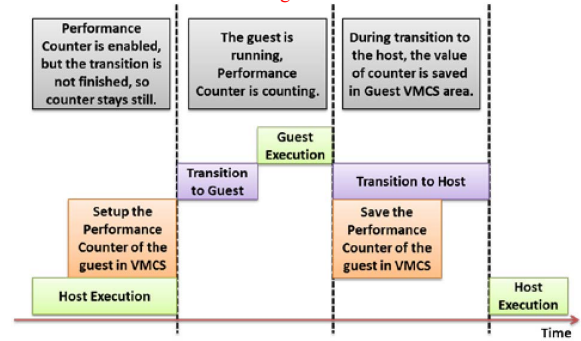 Performance
Counter is enabled,
but the transition is
not finished, so
counter stays still.
The guest is
running,
Performance
Counter is counting.
During transition to
the host, the value
of counter is saved
in Guest VMCS area.
Guest
Execution
Transition
to Guest
Transition to Host
Setup the
Performance
Counter of the
guest in VMCS
Save the
Performance
Counter of the
guest in VMCS
Host Execution
Host
Execution
Time